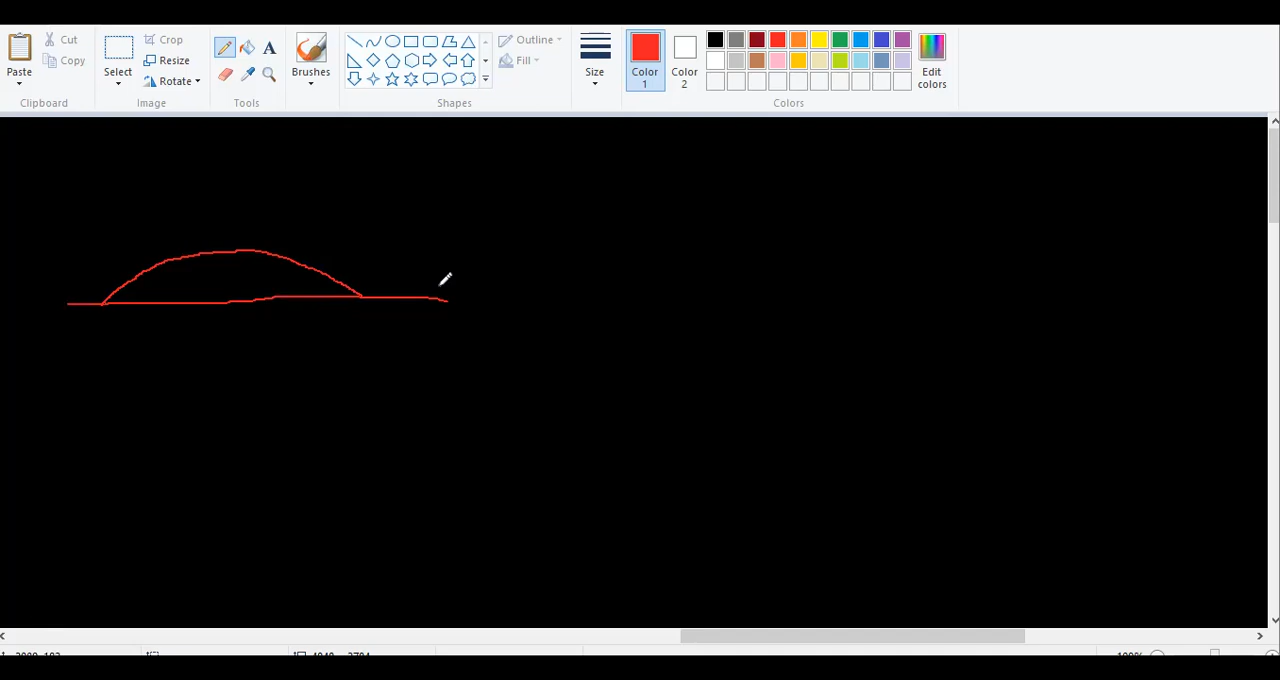 Cut
Copy
Paste
Clipboard
Select
Crop
Resize
Rotate
Image
A
Tools
Brushes
Outline
Fill
Shapes
Size
Color
1
Color
2
Edit
colors
Colors